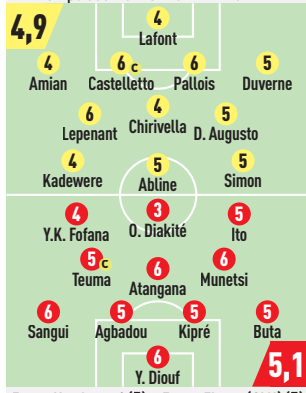 4,9
4
Lafont
4 6 c 6 5
Amian Castelletto Pallois Duverne
6 4 5
Lepenant Chirivella D. Augusto
4 5 5
Kadewere Abline Simon
4 3 5
Y.K. Fofana O. Diakité Ito
5 c 6 6
Teuma Atangana Munetsi
6 5 5 5
Sangui Agbadou Kipré Buta
6
Y. Diouf
5,1